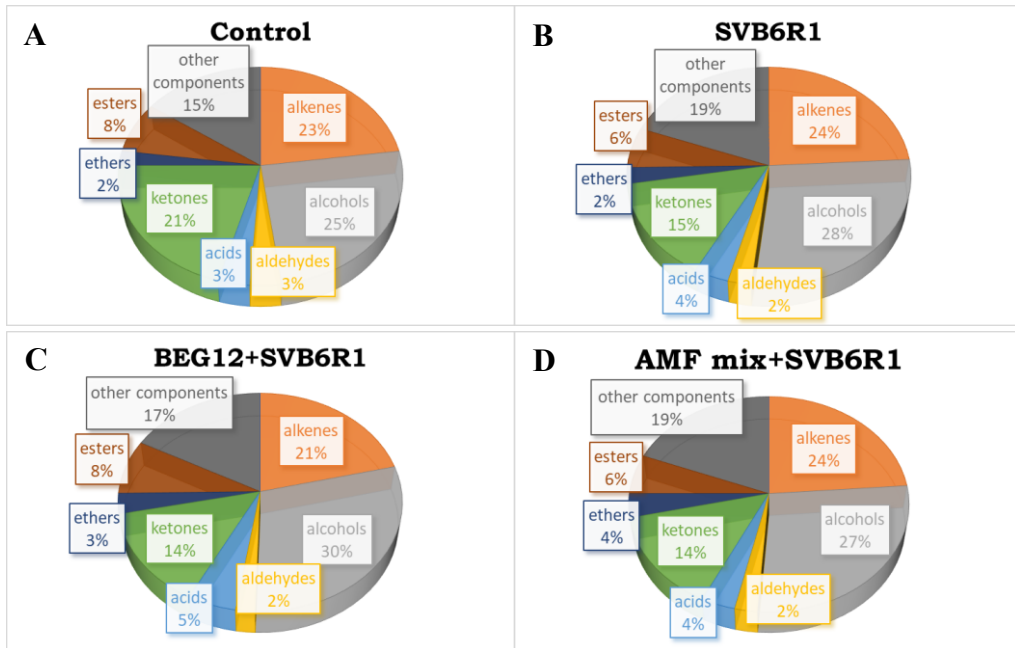 A
Control
other
components
15%
alkenes
23%
esters
8%
ethers
2%
ketones
21%
alcohols
25%
acids
3%
aldehydes
3%
B
SVB6R1
other
components
19%
alkenes
24%
esters
6%
ethers
2%
ketones
15%
alcohols
28%
acids
4%
aldehydes
2%
C
BEG12+SVB6R1
other components
17%
alkenes
21%
esters
8%
ethers
3%
ketones
14%
alcohols
30%
acids
5%
aldehydes
2%
D
AMF mix+SVB6R1
other components
19%
alkenes
24%
esters
6%
ethers
4%
ketones
14%
alcohols
27%
acids
4%
aldehydes
2%